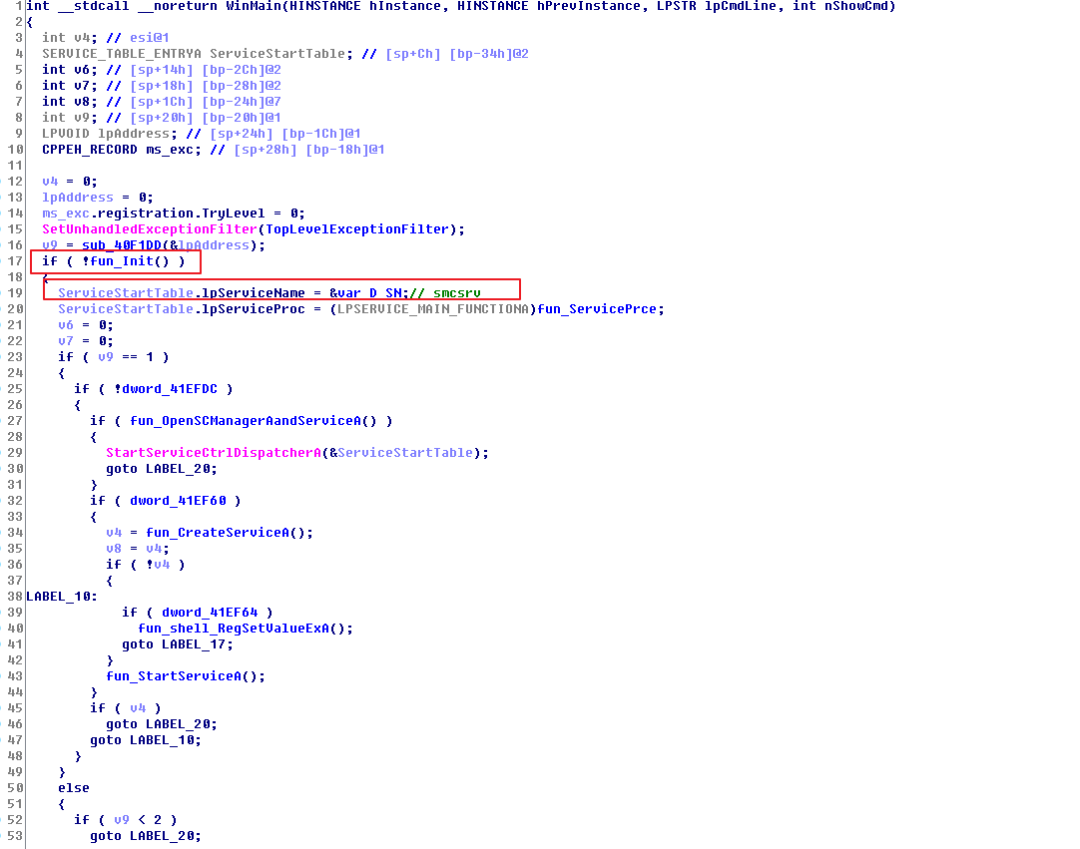 1 int __stdcall __noreturn WinMain(HINSTANCE hInstance, HINSTANCE hPrevInstance, LPSTR lpCmdLine, int nShowCmd)
2 {
3 int v4; // esi@1
4 SERVICE_TABLE_ENTRYA ServiceStartTable; // [sp+Ch] [bp-34h]@2
5 int v6; // [sp+14h] [bp-2Ch]@2
6 int v7; // [sp+18h] [bp-28h]@2
7 int v8; // [sp+1Ch] [bp-24h]@7
8 int v9; // [sp+20h] [bp-20h]@1
9 LPVOID lpAddress; // [sp+24h] [bp-1Ch]@1
10 CPPEH_RECORD ms_exc; // [sp+28h] [bp-18h]@1
11
12 v4 = 0;
13 lpAddress = 0;
14 ms_exc.registration.TryLevel = 0;
15 SetUnhandledExceptionFilter(TopLevelExceptionFilter);
16 v9 = sub_40F1DD(&lpAddress);
17 if ( !fun_Init() )
18 {
19 ServiceStartTable.lpServiceName = &var_D_SN;// smcsrv
20 ServiceStartTable.lpServiceProc = (LPSERVICE_MAIN_FUNCTIONA)fun_ServicePrce;
21 v6 = 0;
22 v7 = 0;
23 if ( v9 == 1 )
24 {
25 if ( !dword_41EFDC )
26 {
27 if ( fun_OpenSCManagerAandServiceA() )
28 {
29 StartServiceCtrlDispatcherA(&ServiceStartTable);
30 goto LABEL_20;
31 }
32 if ( dword_41EF60 )
33 {
34 v4 = fun_CreateServiceA();
35 v8 = v4;
36 if ( !v4 )
37 {
38 LABEL_10:
39 if ( dword_41EF64 )
40 fun_shell_RegSetValueExA();
41 goto LABEL_17;
42 }
43 fun_StartServiceA();
44 }
45 if ( v4 )
46 goto LABEL_20;
47 goto LABEL_10;
48 }
49 }
50 else
51 {
52 if ( v9 < 2 )
53 goto LABEL_20;